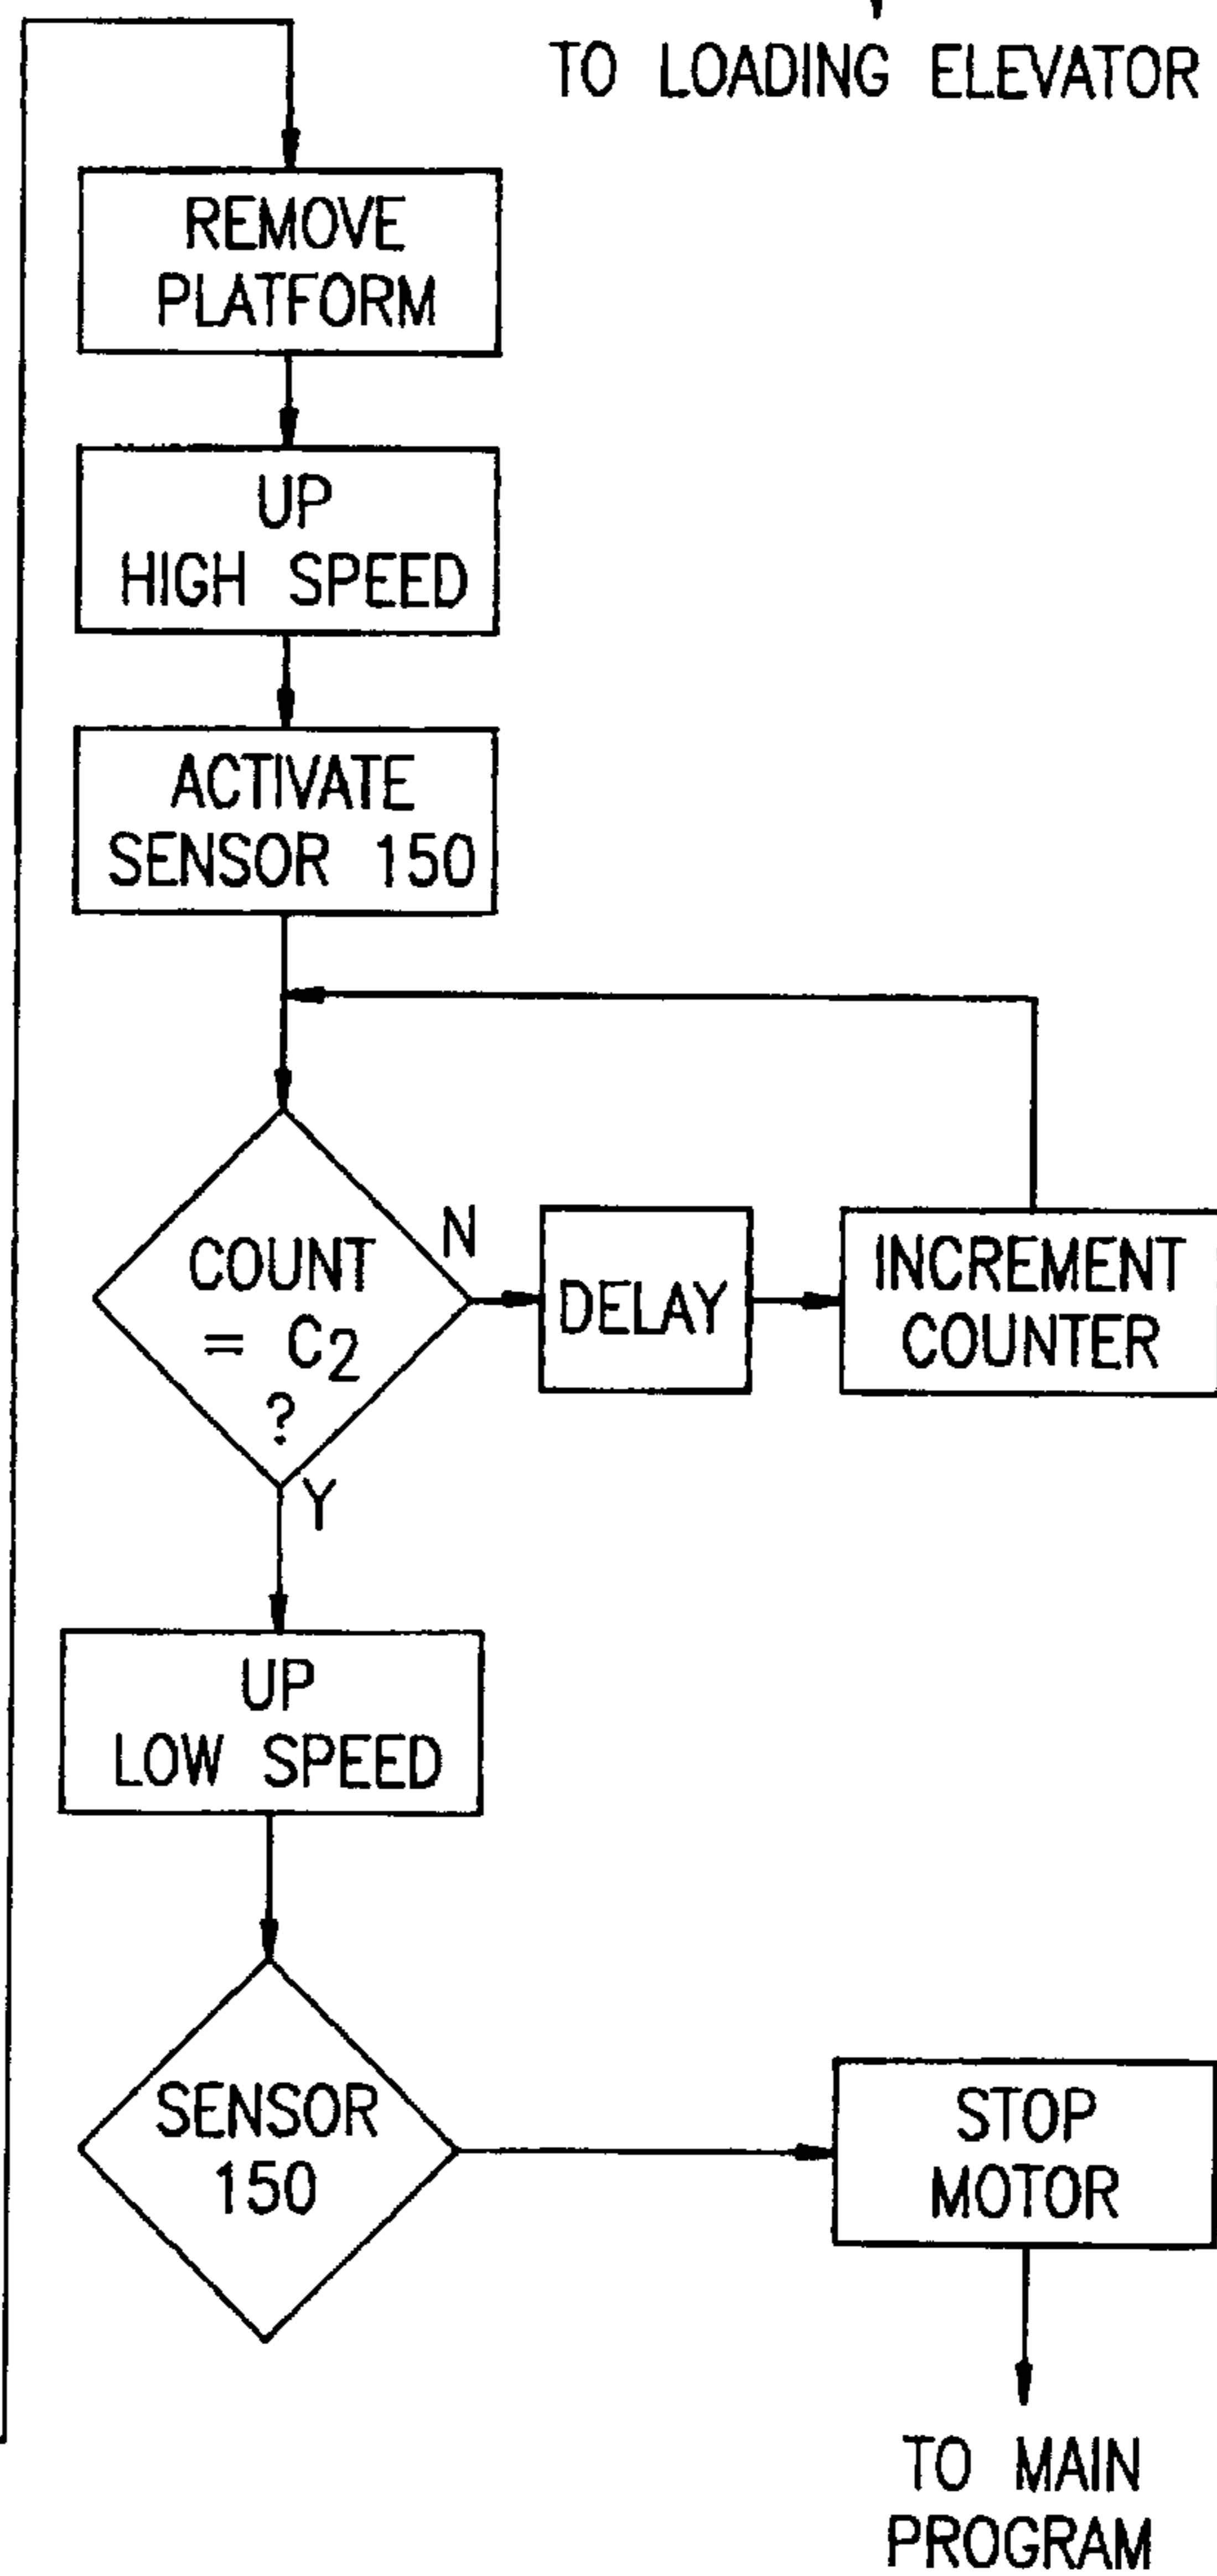 TO LOADING ELEVATOR
REMOVE
PLATFORM
UP
HIGH SPEED
ACTIVATE
SENSOR 150
COUNT
= C2
?
N
DELAY
INCREMENT
COUNTER
Y
UP
LOW SPEED
SENSOR
150
STOP
MOTOR
TO MAIN
PROGRAM